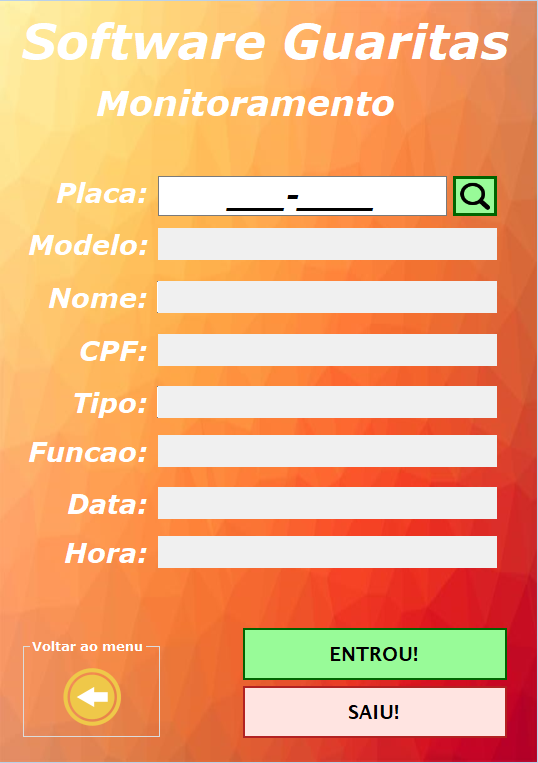 Software Guaritas
Monitoramento
Placa: ___-____
Modelo:
Nome:
CPF:
Tipo:
Funcao:
Data:
Hora:
Voltar ao menu
ENTROU!
SAIU!